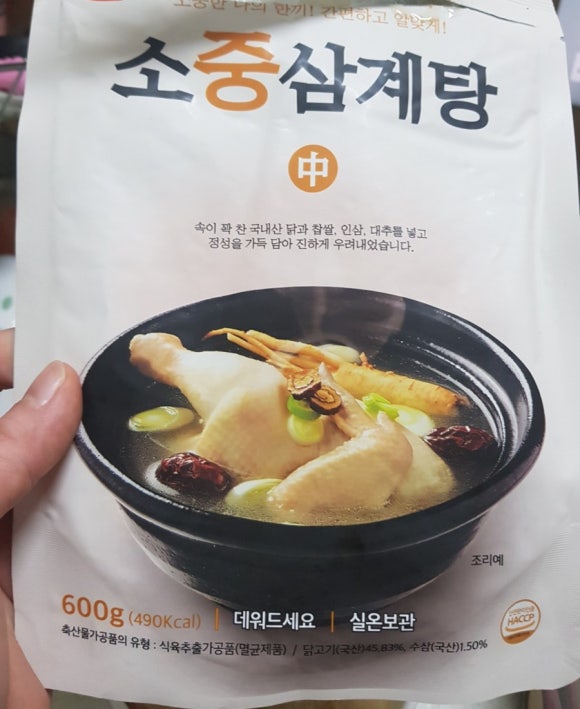 소중한 나의 한끼! 간편하고 알맞게!
소중삼계탕
中
속이 꽉 찬 국내산 닭과 찹쌀, 인삼, 대추를 넣고
정성을 가득 담아 진하게 우려내었습니다.
조리예
600g (490Kcal) | 데워드세요 | 실온보관
HACCP
축산물가공품의 유형 : 식육추출가공품(멸균제품) / 닭고기(국산)45.83%, 수삼(국산)1.50%